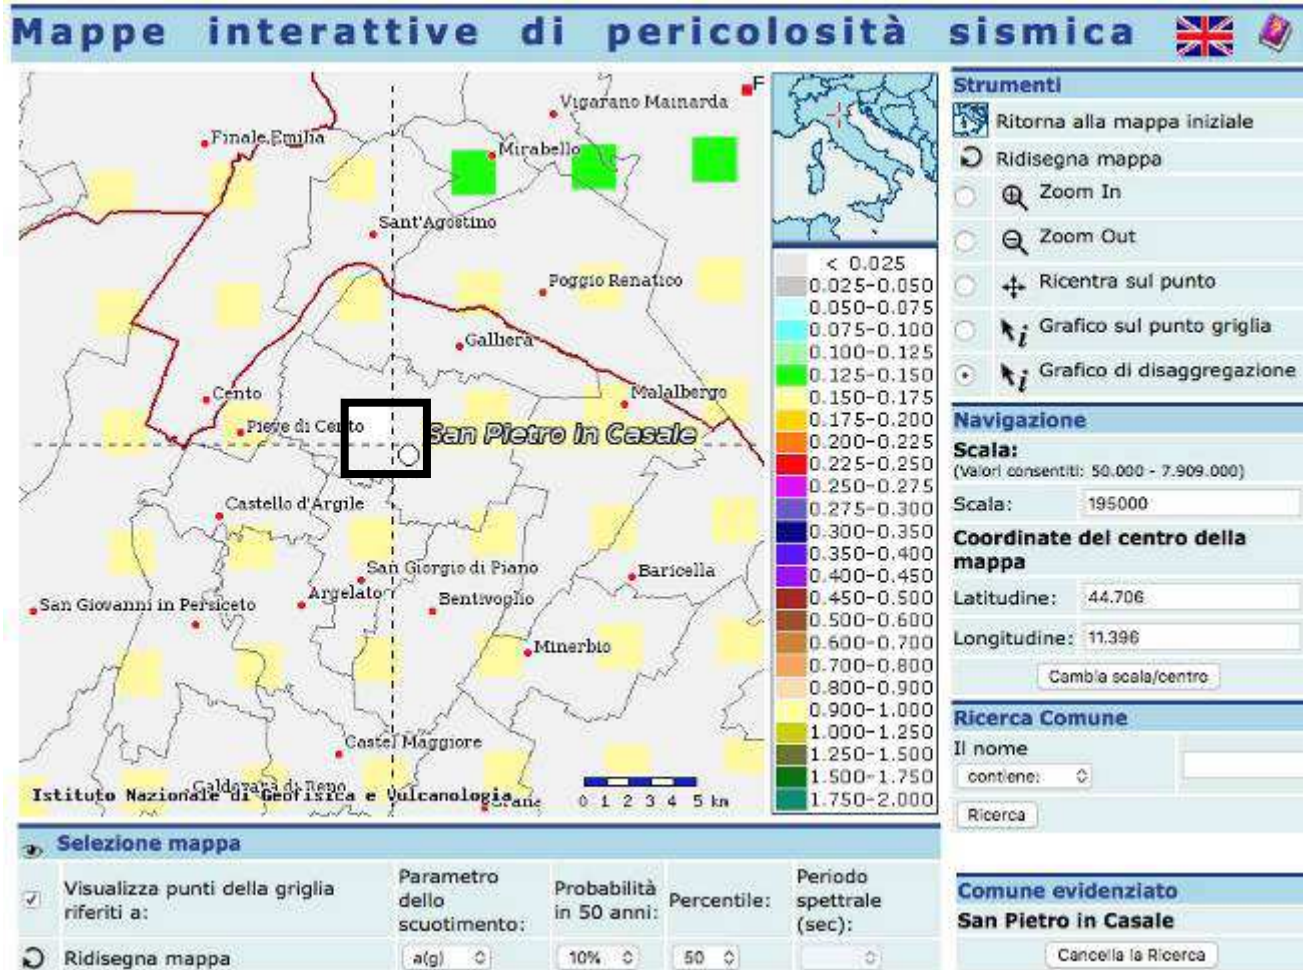 Mappe interattive di pericolosità sismica
F
Vigarano Mainarda
Finale Emilia
Mirabello
Sant'Agostino
Poggio Renatico
Galliera
Cento
Malalbergo
Pieve di Cento
San Pietro in Casale
Castello d'Argile
San Giorgio di Piano
Baricella
Argelato
Bentivoglio
San Giovanni in Persiceto
Minerbio
Castel Maggiore
Istituto Nazionale di Geofisica e Vulcanologia
0 1 2 3 4 5 km
< 0.025
0.025-0.050
0.050-0.075
0.075-0.100
0.100-0.125
0.125-0.150
0.150-0.175
0.175-0.200
0.200-0.225
0.225-0.250
0.250-0.275
0.275-0.300
0.300-0.350
0.350-0.400
0.400-0.450
0.450-0.500
0.500-0.600
0.600-0.700
0.700-0.800
0.800-0.900
0.900-1.000
1.000-1.250
1.250-1.500
1.500-1.750
1.750-2.000
Strumenti
Ritorna alla mappa iniziale
Ridisegna mappa
Zoom In
Zoom Out
Ricentra sul punto
Grafico sul punto griglia
Grafico di disaggregazione
Navigazione
Scala:
(Valori consentiti: 50.000 - 7.909.000)
Scala: 195000
Coordinate del centro della
mappa
Latitudine: 44.706
Longitudine: 11.396
Cambia scala/centro
Ricerca Comune
Il nome
contiene:
Ricerca
Comune evidenziato
San Pietro in Casale
Cancella la Ricerca
Selezione mappa
Visualizza punti della griglia
riferiti a:
Parametro
dello
scuotimento:
Probabilità
in 50 anni:
Percentile:
Periodo
spettrale
(sec):
Ridisegna mappa
a(g)
10%
50